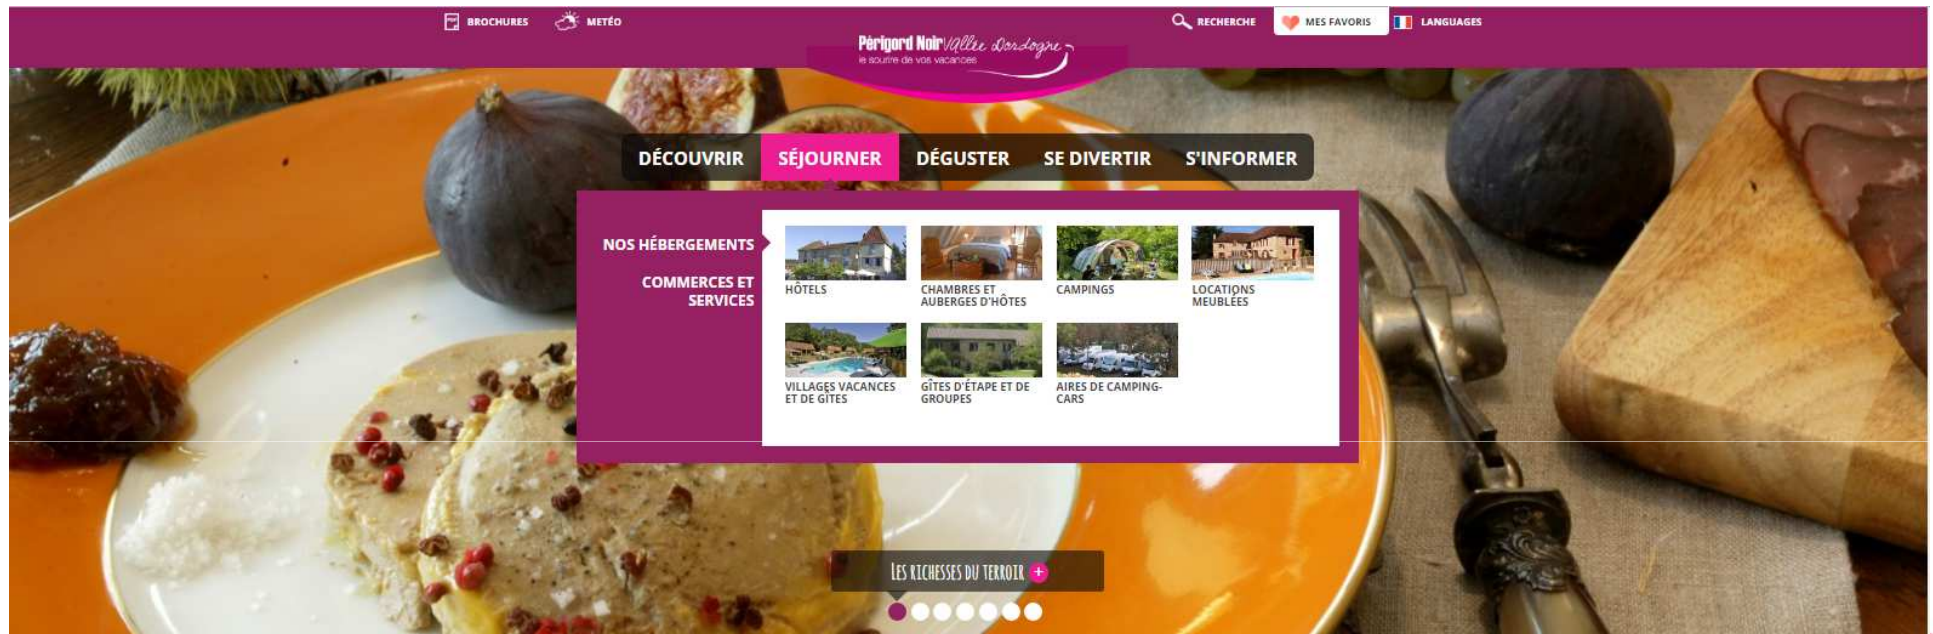 BROCHURES
METÉO
RECHERCHE
MES FAVORIS
LANGUAGES
Périgord Noir Vallée Dordogne
le sourire de vos vacances
DÉCOUVRIR
SÉJOURNER
DÉGUSTER
SE DIVERTIR
S'INFORMER
NOS HÉBERGEMENTS
COMMERCES ET
SERVICES
HÔTELS
CHAMBRES ET
AUBERGES D'HÔTES
CAMPINGS
LOCATIONS
MEUBLÉES
VILLAGES VACANCES
ET DE GÎTES
GÎTES D'ÉTAPE ET DE
GROUPES
AIRES DE CAMPING-
CARS
LES RICHESSES DU TERROIR +